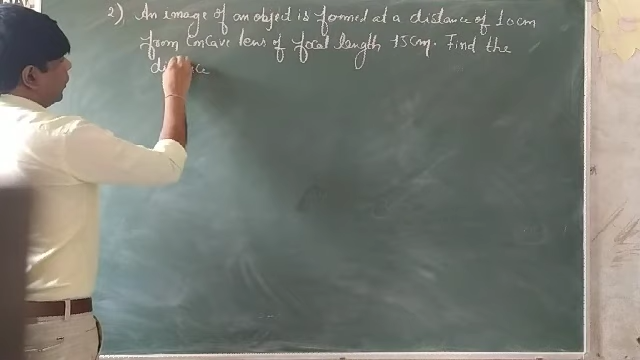 2) An image of an object is formed at a distance of 10cm
from Concave lens of focal length 15cm. Find the